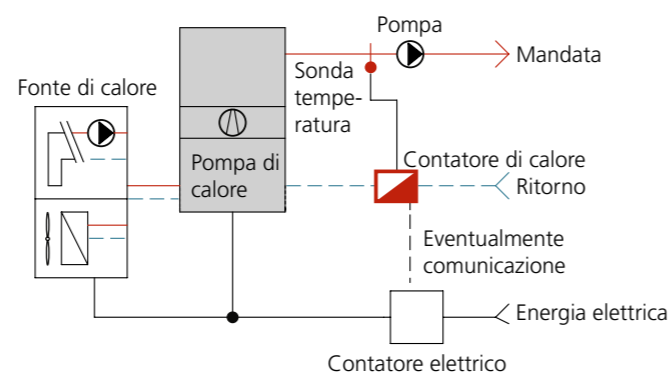 Pompa
Mandata
Fonte di calore
Sonda
tempe-
ratura
Pompa di
calore
Contatore di calore
Ritorno
Eventualmente
comunicazione
Energia elettrica
Contatore elettrico